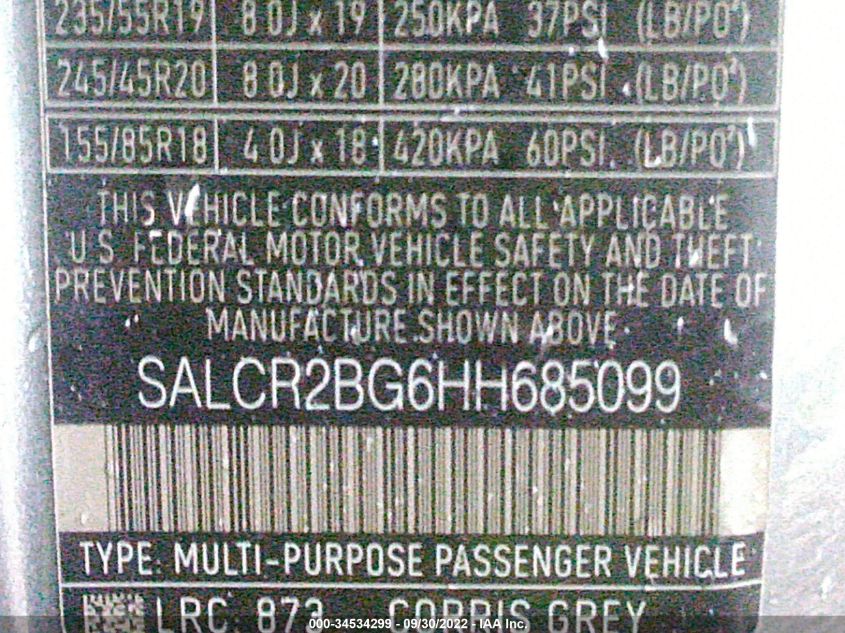 235/55R19 8.0J x 19 250KPA 37PSI (LB/PO²)
245/45R20 8.0J x 20 280KPA 41PSI (LB/PO²)
155/85R18 4.0J x 18 420KPA 60PSI (LB/PO²)
THIS VEHICLE CONFORMS TO ALL APPLICABLE
U.S. FEDERAL MOTOR VEHICLE SAFETY AND THEFT
PREVENTION STANDARDS IN EFFECT ON THE DATE OF
MANUFACTURE SHOWN ABOVE
SALCR2BG6HH685099
TYPE: MULTI-PURPOSE PASSENGER VEHICLE
LRC 873 CORRIS GREY
000-34534299 - 09/30/2022 - IAA Inc.